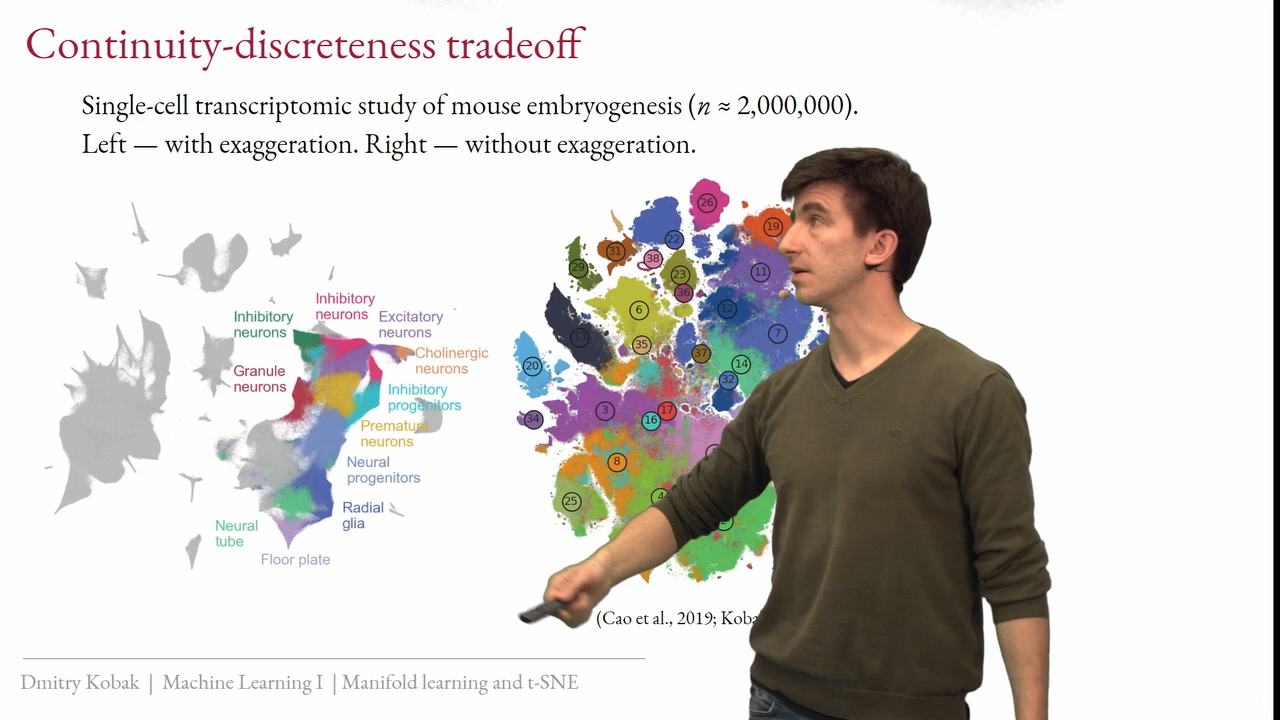 Continuity-discreteness tradeoff
Single-cell transcriptomic study of mouse embryogenesis (n ≈ 2,000,000).
Left — with exaggeration. Right — without exaggeration.
Inhibitory
neurons
Inhibitory
neurons
Excitatory
neurons
Cholinergic
neurons
Granule
neurons
Inhibitory
progenitors
Premature
neurons
Neural
progenitors
Radial
glia
Neural
tube
Floor plate
26
22
19
31
38
29
23
11
36
6
12
7
13
35
37
14
20
32
3
17
16
34
8
25
4
(Cao et al., 2019;
Dmitry Kobak | Machine Learning I | Manifold learning and t-SNE